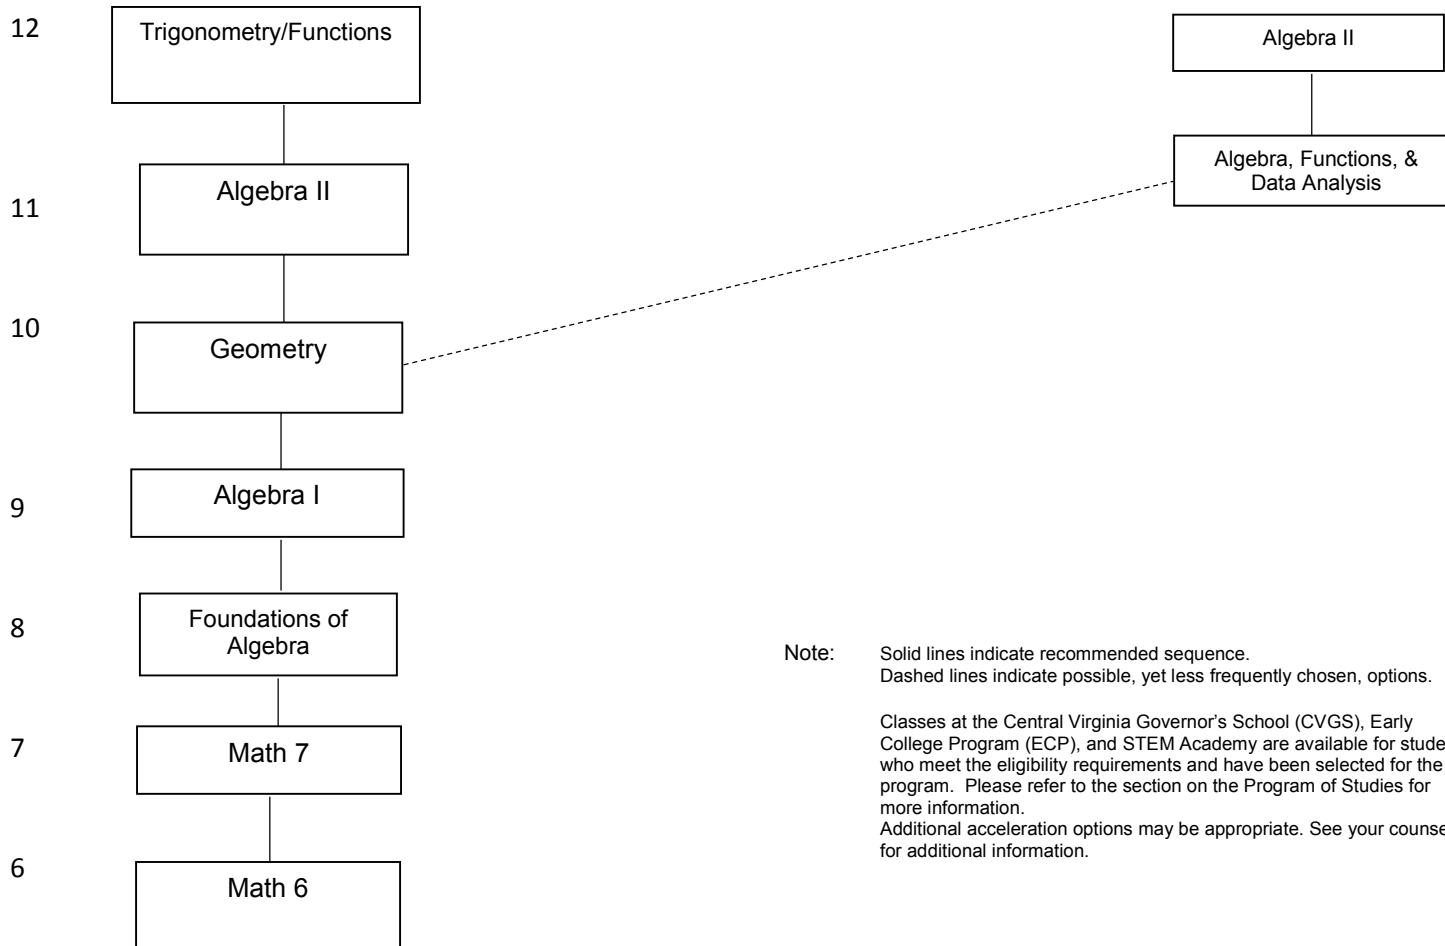 12
Trigonometry/Functions
Algebra II
Algebra, Functions, &
Data Analysis
11
Algebra II
10
Geometry
9
Algebra I
8
Foundations of
Algebra
Note:
Solid lines indicate recommended sequence.
Dashed lines indicate possible, yet less frequently chosen, options.
Classes at the Central Virginia Governor's School (CVGS), Early
College Program (ECP), and STEM Academy are available for stude
who meet the eligibility requirements and have been selected for the
program. Please refer to the section on the Program of Studies for
more information.
Additional acceleration options may be appropriate. See your counse
for additional information.
7
Math 7
6
Math 6